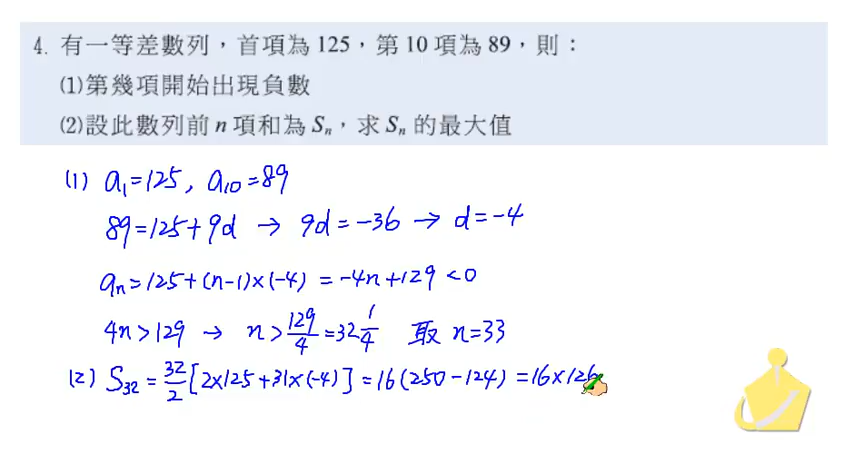 4. 有一等差數列，首項為 125，第 10 項為 89，則：
(1)第幾項開始出現負數
(2)設此數列前 n 項和為 Sₙ，求 Sₙ 的最大值
(1) a₁=125, a₁₀=89
89=125+9d → 9d=-36 → d=-4
aₙ=125+(n-1)×(-4) = -4n+129 <0
4n>129 → n>129/4=32 1/4 取 n=33
(2) S₃₂ = 32/2 [2×125+31×(-4)] = 16(250-124) = 16×126